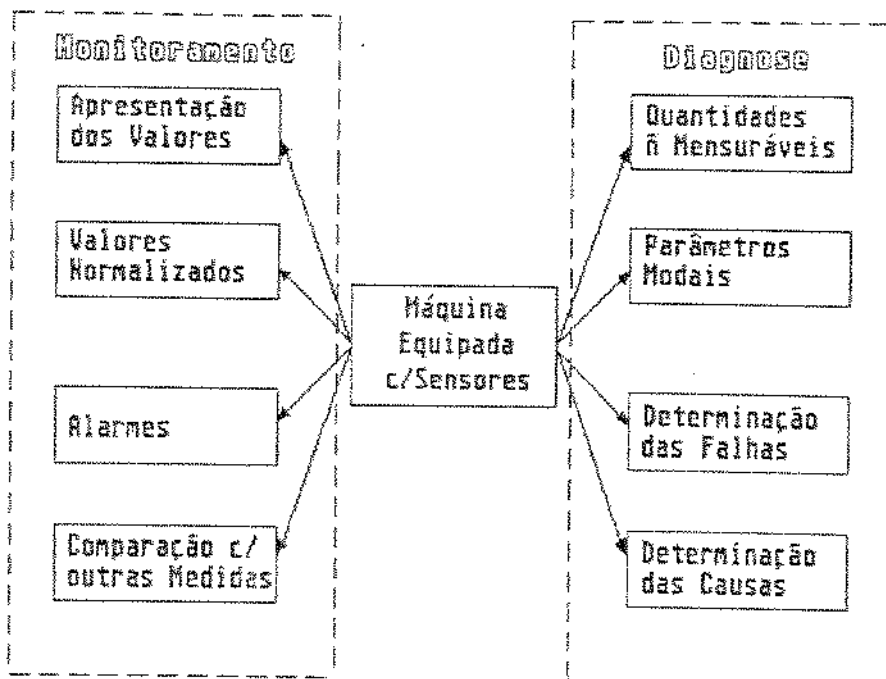 Monitoramento
Apresentação
dos Valores
Valores
Normalizados
Alarmes
Comparação c/
outras Medidas
Máquina
Equipada
c/Sensores
Diagnose
Quantidades
ñ Mensuráveis
Parâmetros
Modais
Determinação
das Falhas
Determinação
das Causas